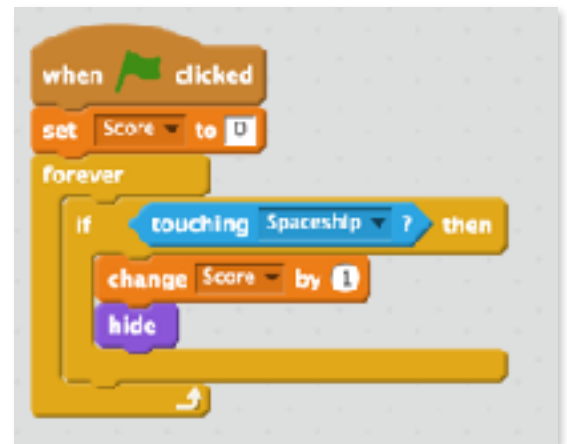 when clicked
set Score to 0
forever
if touching Spaceship ? then
change Score by 1
hide